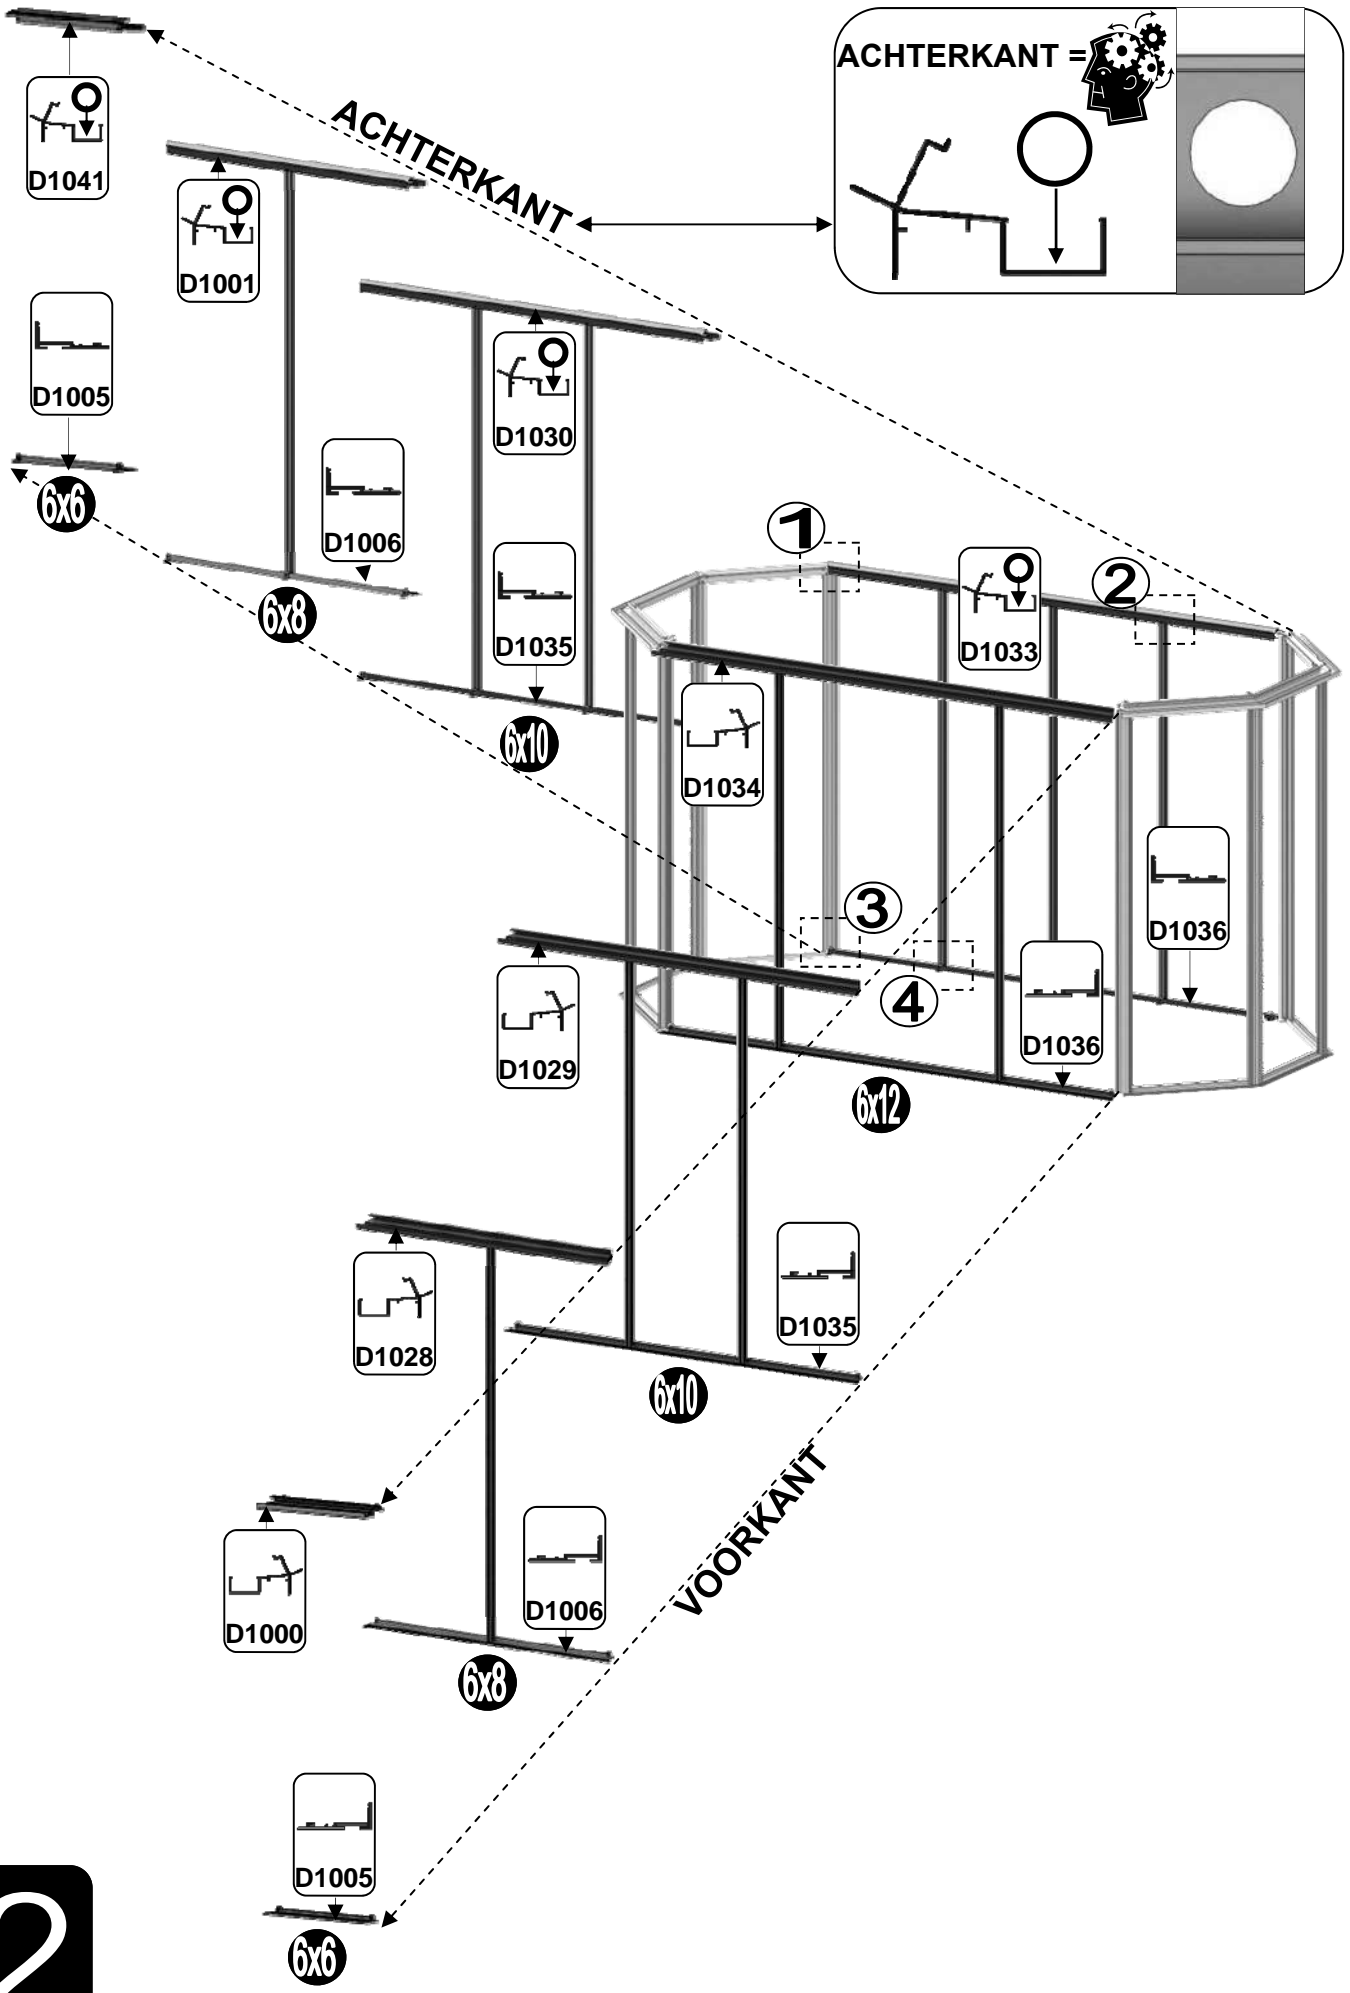 ACHTERKANT =
D1041
ACHTERKANT
D1001
D1005
D1030
6x6
D1006
1
2
D1033
6x8
D1035
6x10
D1034
3
D1036
4
D1036
D1029
6x12
D1035
D1028
6x10
VOORKANT
D1000
D1006
6x8
D1005
6x6
2